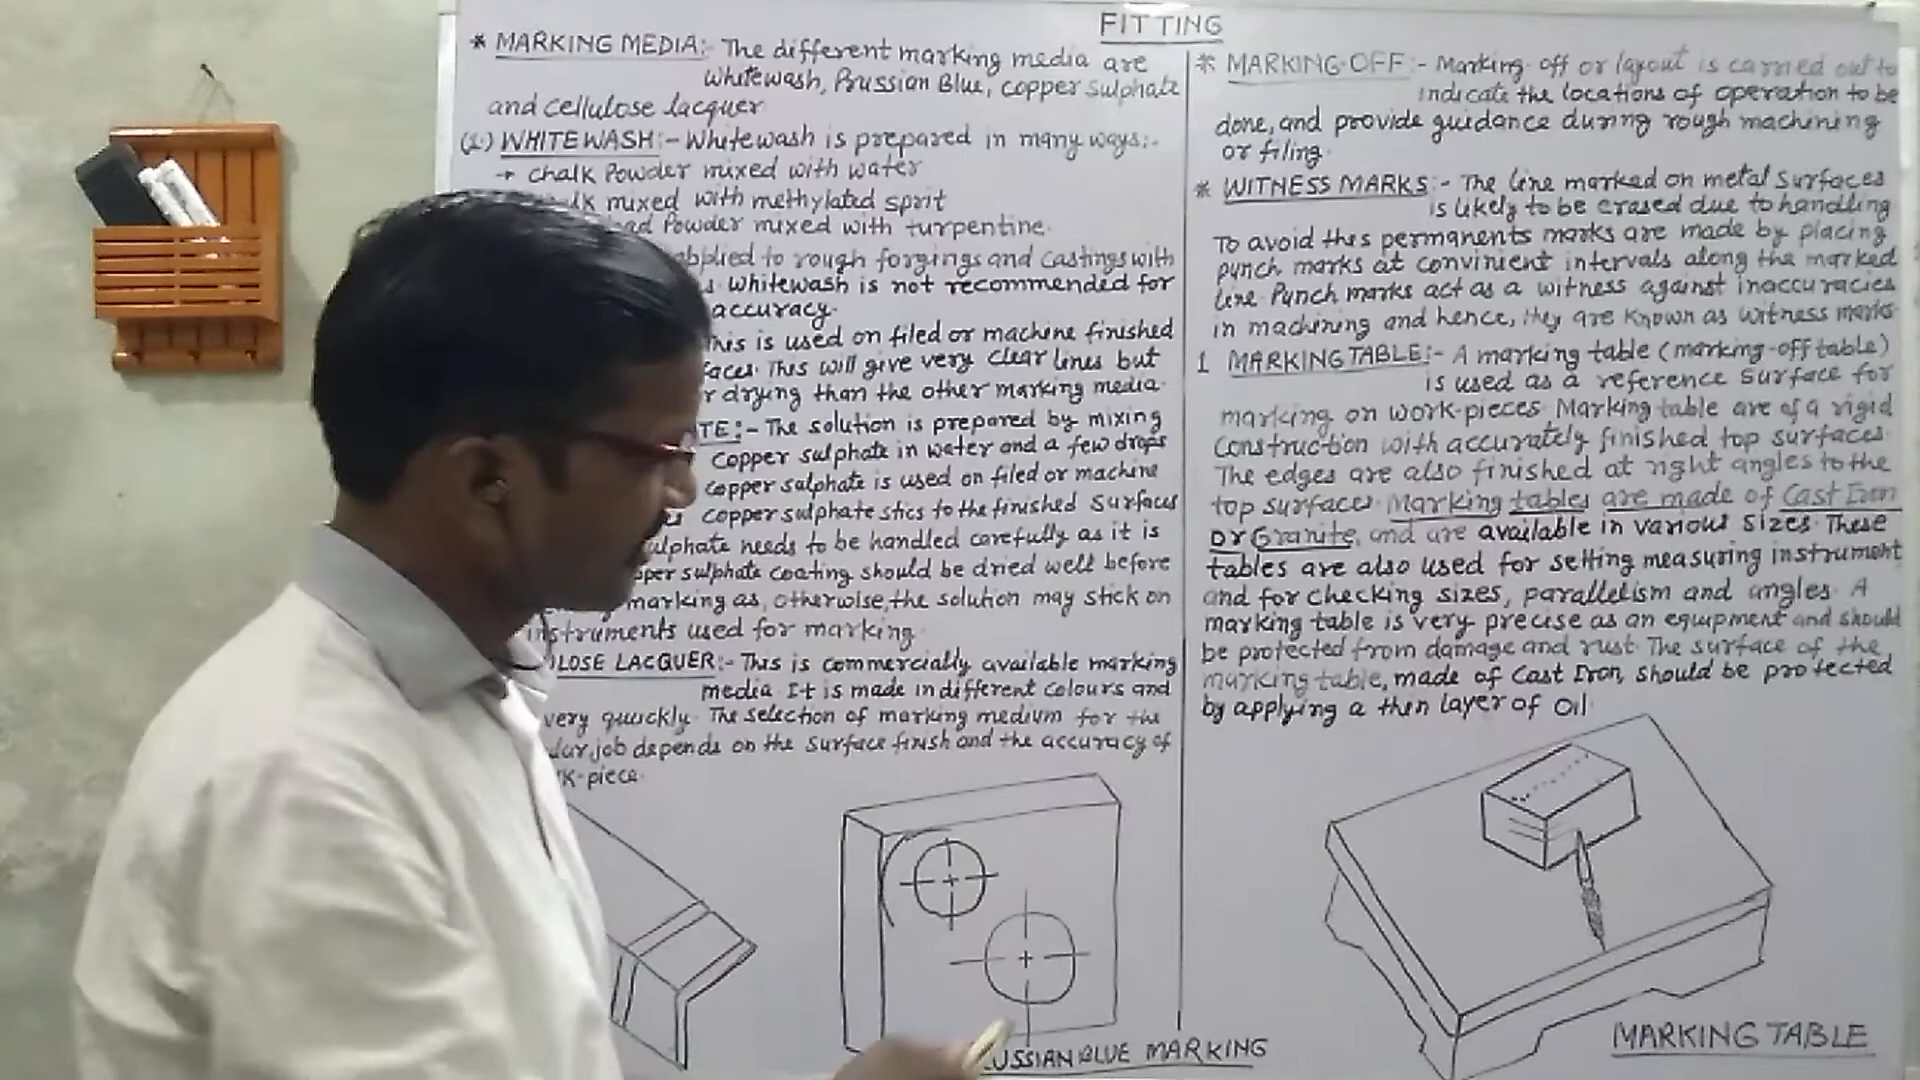 FITTING
* MARKING MEDIA:- The different marking media are
Whitewash, Prussian Blue, copper sulphate
and cellulose lacquer
(1.) WHITE WASH:- Whitewash is prepared in many ways:-
→ chalk Powder mixed with water
mixed with methylated sprit
Powder mixed with turpentine.
applied to rough forgings and castings with
whitewash is not recommended for
accuracy.
This is used on filed or machine finished
This will give very clear lines but
drying than the other marking media.
:- The solution is prepared by mixing
copper sulphate in water and a few drops
copper sulphate is used on filed or machine
copper sulphate stics to the finished surfaces
needs to be handled carefully as it is
sulphate coating should be dried well before
marking as, otherwise, the solution may stick on
instruments used for marking.
LOSE LACQUER:- This is commercially available marking
media. It is made in different colours and
very quickly. The selection of marking medium for the
job depends on the surface finish and the accuracy of
k-piece.
USSIAN BLUE MARKING
* MARKING-OFF:- Marking-off or layout is carried out to
indicate the locations of operation to be
done, and provide guidance during rough machining
or filing.
* WITNESS MARKS:- The line marked on metal surfaces
is likely to be erased due to handling
To avoid this permanents marks are made by placing
punch marks at convinient intervals along the marked
line. Punch marks act as a witness against inaccuracies
in machining and hence, they are known as witness marks.
1 MARKING TABLE:- A marking table (marking-off table)
is used as a reference surface for
marking on work-pieces. Marking table are of a rigid
construction with accurately finished top surfaces.
The edges are also finished at right angles to the
top surfaces. Marking tables are made of Cast Iron
Or Granite, and are available in various sizes. These
tables are also used for setting measuring instrument
and for checking sizes, parallelism and angles. A
marking table is very precise as an equipment and should
be protected from damage and rust. The surface of the
marking table, made of Cast Iron, should be protected
by applying a thin layer of Oil.
MARKING TABLE